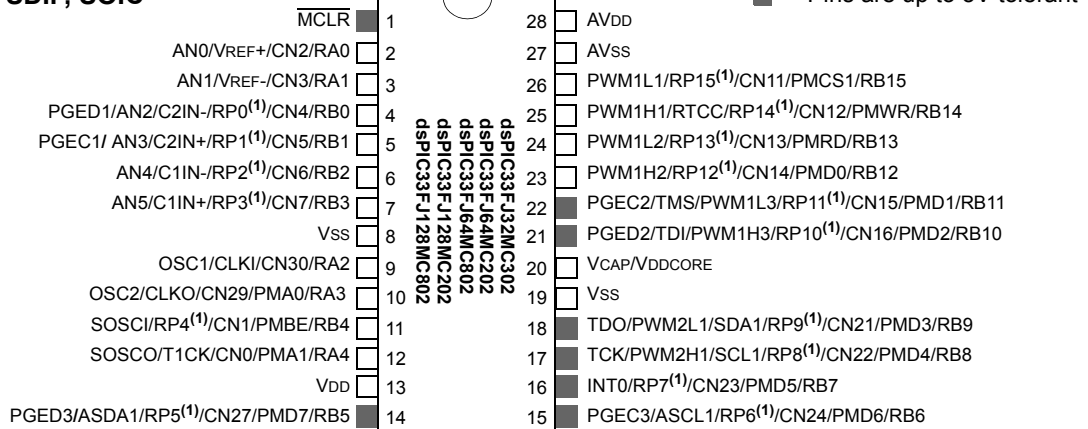 MCLR 1
AN0/VREF+/CN2/RA0 2
AN1/VREF-/CN3/RA1 3
PGED1/AN2/C2IN-/RP0(1)/CN4/RB0 4
PGEC1/ AN3/C2IN+/RP1(1)/CN5/RB1 5
AN4/C1IN-/RP2(1)/CN6/RB2 6
AN5/C1IN+/RP3(1)/CN7/RB3 7
VSS 8
OSC1/CLKI/CN30/RA2 9
OSC2/CLKO/CN29/PMA0/RA3 10
SOSCI/RP4(1)/CN1/PMBE/RB4 11
SOSCO/T1CK/CN0/PMA1/RA4 12
VDD 13
PGED3/ASDA1/RP5(1)/CN27/PMD7/RB5 14
dsPIC33FJ32MC302
dsPIC33FJ64MC202
dsPIC33FJ64MC802
dsPIC33FJ128MC202
dsPIC33FJ128MC802
28 AVDD
27 AVSS
26 PWM1L1/RP15(1)/CN11/PMCS1/RB15
25 PWM1H1/RTCC/RP14(1)/CN12/PMWR/RB14
24 PWM1L2/RP13(1)/CN13/PMRD/RB13
23 PWM1H2/RP12(1)/CN14/PMD0/RB12
22 PGEC2/TMS/PWM1L3/RP11(1)/CN15/PMD1/RB11
21 PGED2/TDI/PWM1H3/RP10(1)/CN16/PMD2/RB10
20 VCAP/VDDCORE
19 VSS
18 TDO/PWM2L1/SDA1/RP9(1)/CN21/PMD3/RB9
17 TCK/PWM2H1/SCL1/RP8(1)/CN22/PMD4/RB8
16 INT0/RP7(1)/CN23/PMD5/RB7
15 PGEC3/ASCL1/RP6(1)/CN24/PMD6/RB6